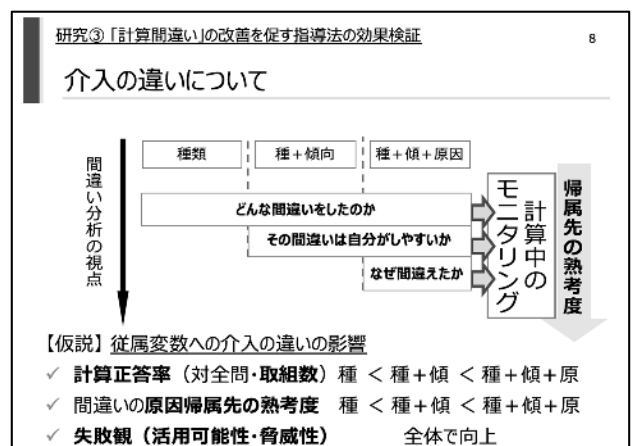 研究③「計算間違い」の改善を促す指導法の効果検証
8
介入の違いについて
種類
種+傾向
種+傾+原因
間違い分析の視点
どんな間違いをしたのか
その間違いは自分がしやすいか
なぜ間違えたか
計算中の
モニタリング
帰属先の熟考度
【仮説】従属変数への介入の違いの影響
✓ 計算正答率(対全問・取組数) 種 < 種+傾 < 種+傾+原
✓ 間違いの原因帰属先の熟考度 種 < 種+傾 < 種+傾+原
✓ 失敗観(活用可能性・脅威性) 全体で向上